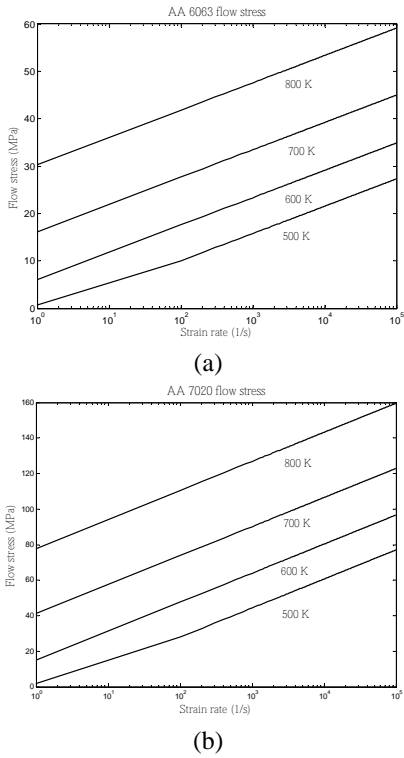 AA 6063 flow stress
60
50
40
30
20
10
0
Flow stress (MPa)
800 K
700 K
600 K
500 K
10^0 10^1 10^2 10^3 10^4 10^5
Strain rate (1/s)
(a)
AA 7020 flow stress
160
140
120
100
80
60
40
20
0
Flow stress (MPa)
800 K
700 K
600 K
500 K
10^0 10^1 10^2 10^3 10^4 10^5
Strain rate (1/s)
(b)